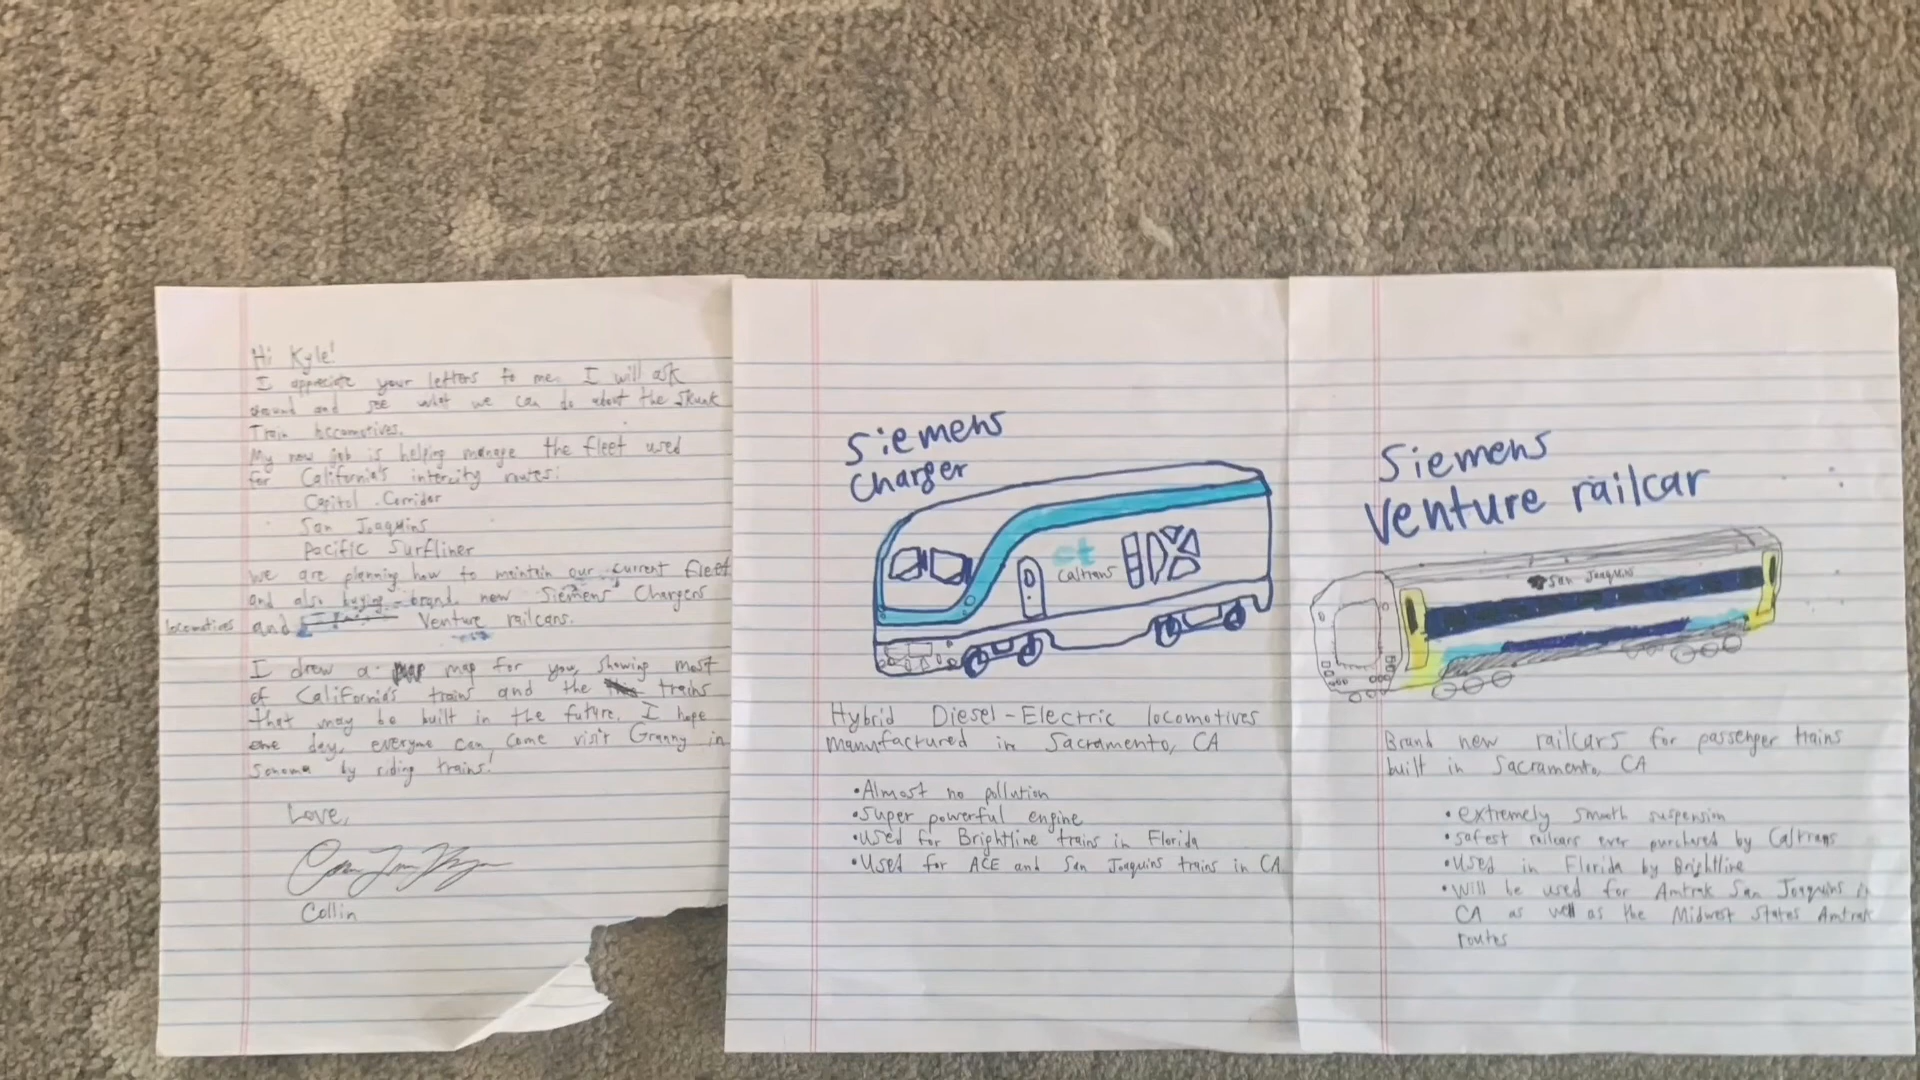 Hi Kyle!
I appreciate your letters to me. I will ask
around and see what we can do about the Skunk
Train locomotives.
My new job is helping manage the fleet used
for California's intercity routes:
Capitol Corridor
San Joaquins
Pacific Surfliner
We are planning how to maintain our current fleet
and also buying brand new Siemens Chargers
locomotives and Venture railcars.
I drew a map for you, showing most
of California's trains and the trains
that may be built in the future. I hope
one day, everyone can come visit Granny in
Sonoma by riding trains!
Love,
Collin
Siemens
Charger
ct
Caltrans
Hybrid Diesel-Electric locomotives
manufactured in Sacramento, CA
•Almost no pollution
•Super powerful engine
•Used for Brightline trains in Florida
•Used for ACE and San Joaquins trains in CA
Siemens
Venture railcar
San Joaquins
Brand new railcars for passenger trains
built in Sacramento, CA
•extremely smooth suspension
•safest railcars ever purchased by Caltrans
•Used in Florida by Brightline
•Will be used for Amtrak San Joaquins in
CA as well as the Midwest States Amtrak
routes